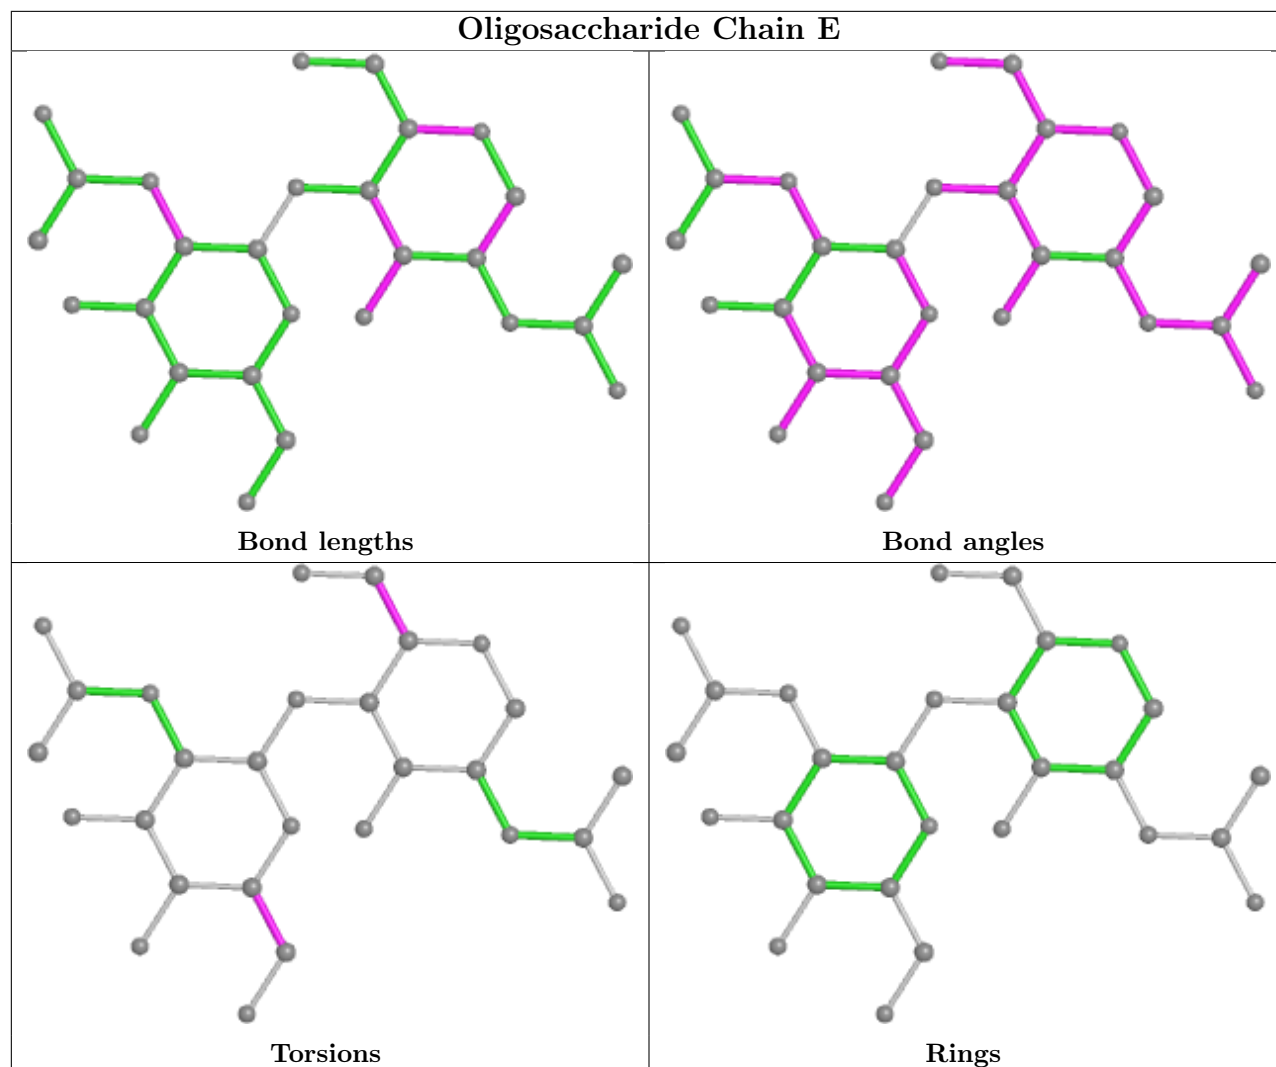 Oligosaccharide Chain E
Bond lengths
Bond angles
Torsions
Rings